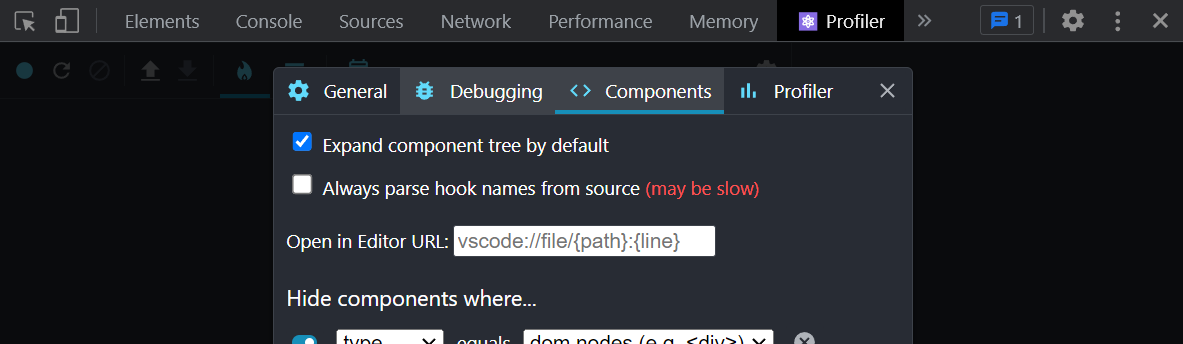 Elements Console Sources Network Performance Memory Profiler » 1
General Debugging Components Profiler
Expand component tree by default
Always parse hook names from source (may be slow)
Open in Editor URL: vscode://file/{path}:{line}
Hide components where...
type equals dom nodes (e.g. <div>)